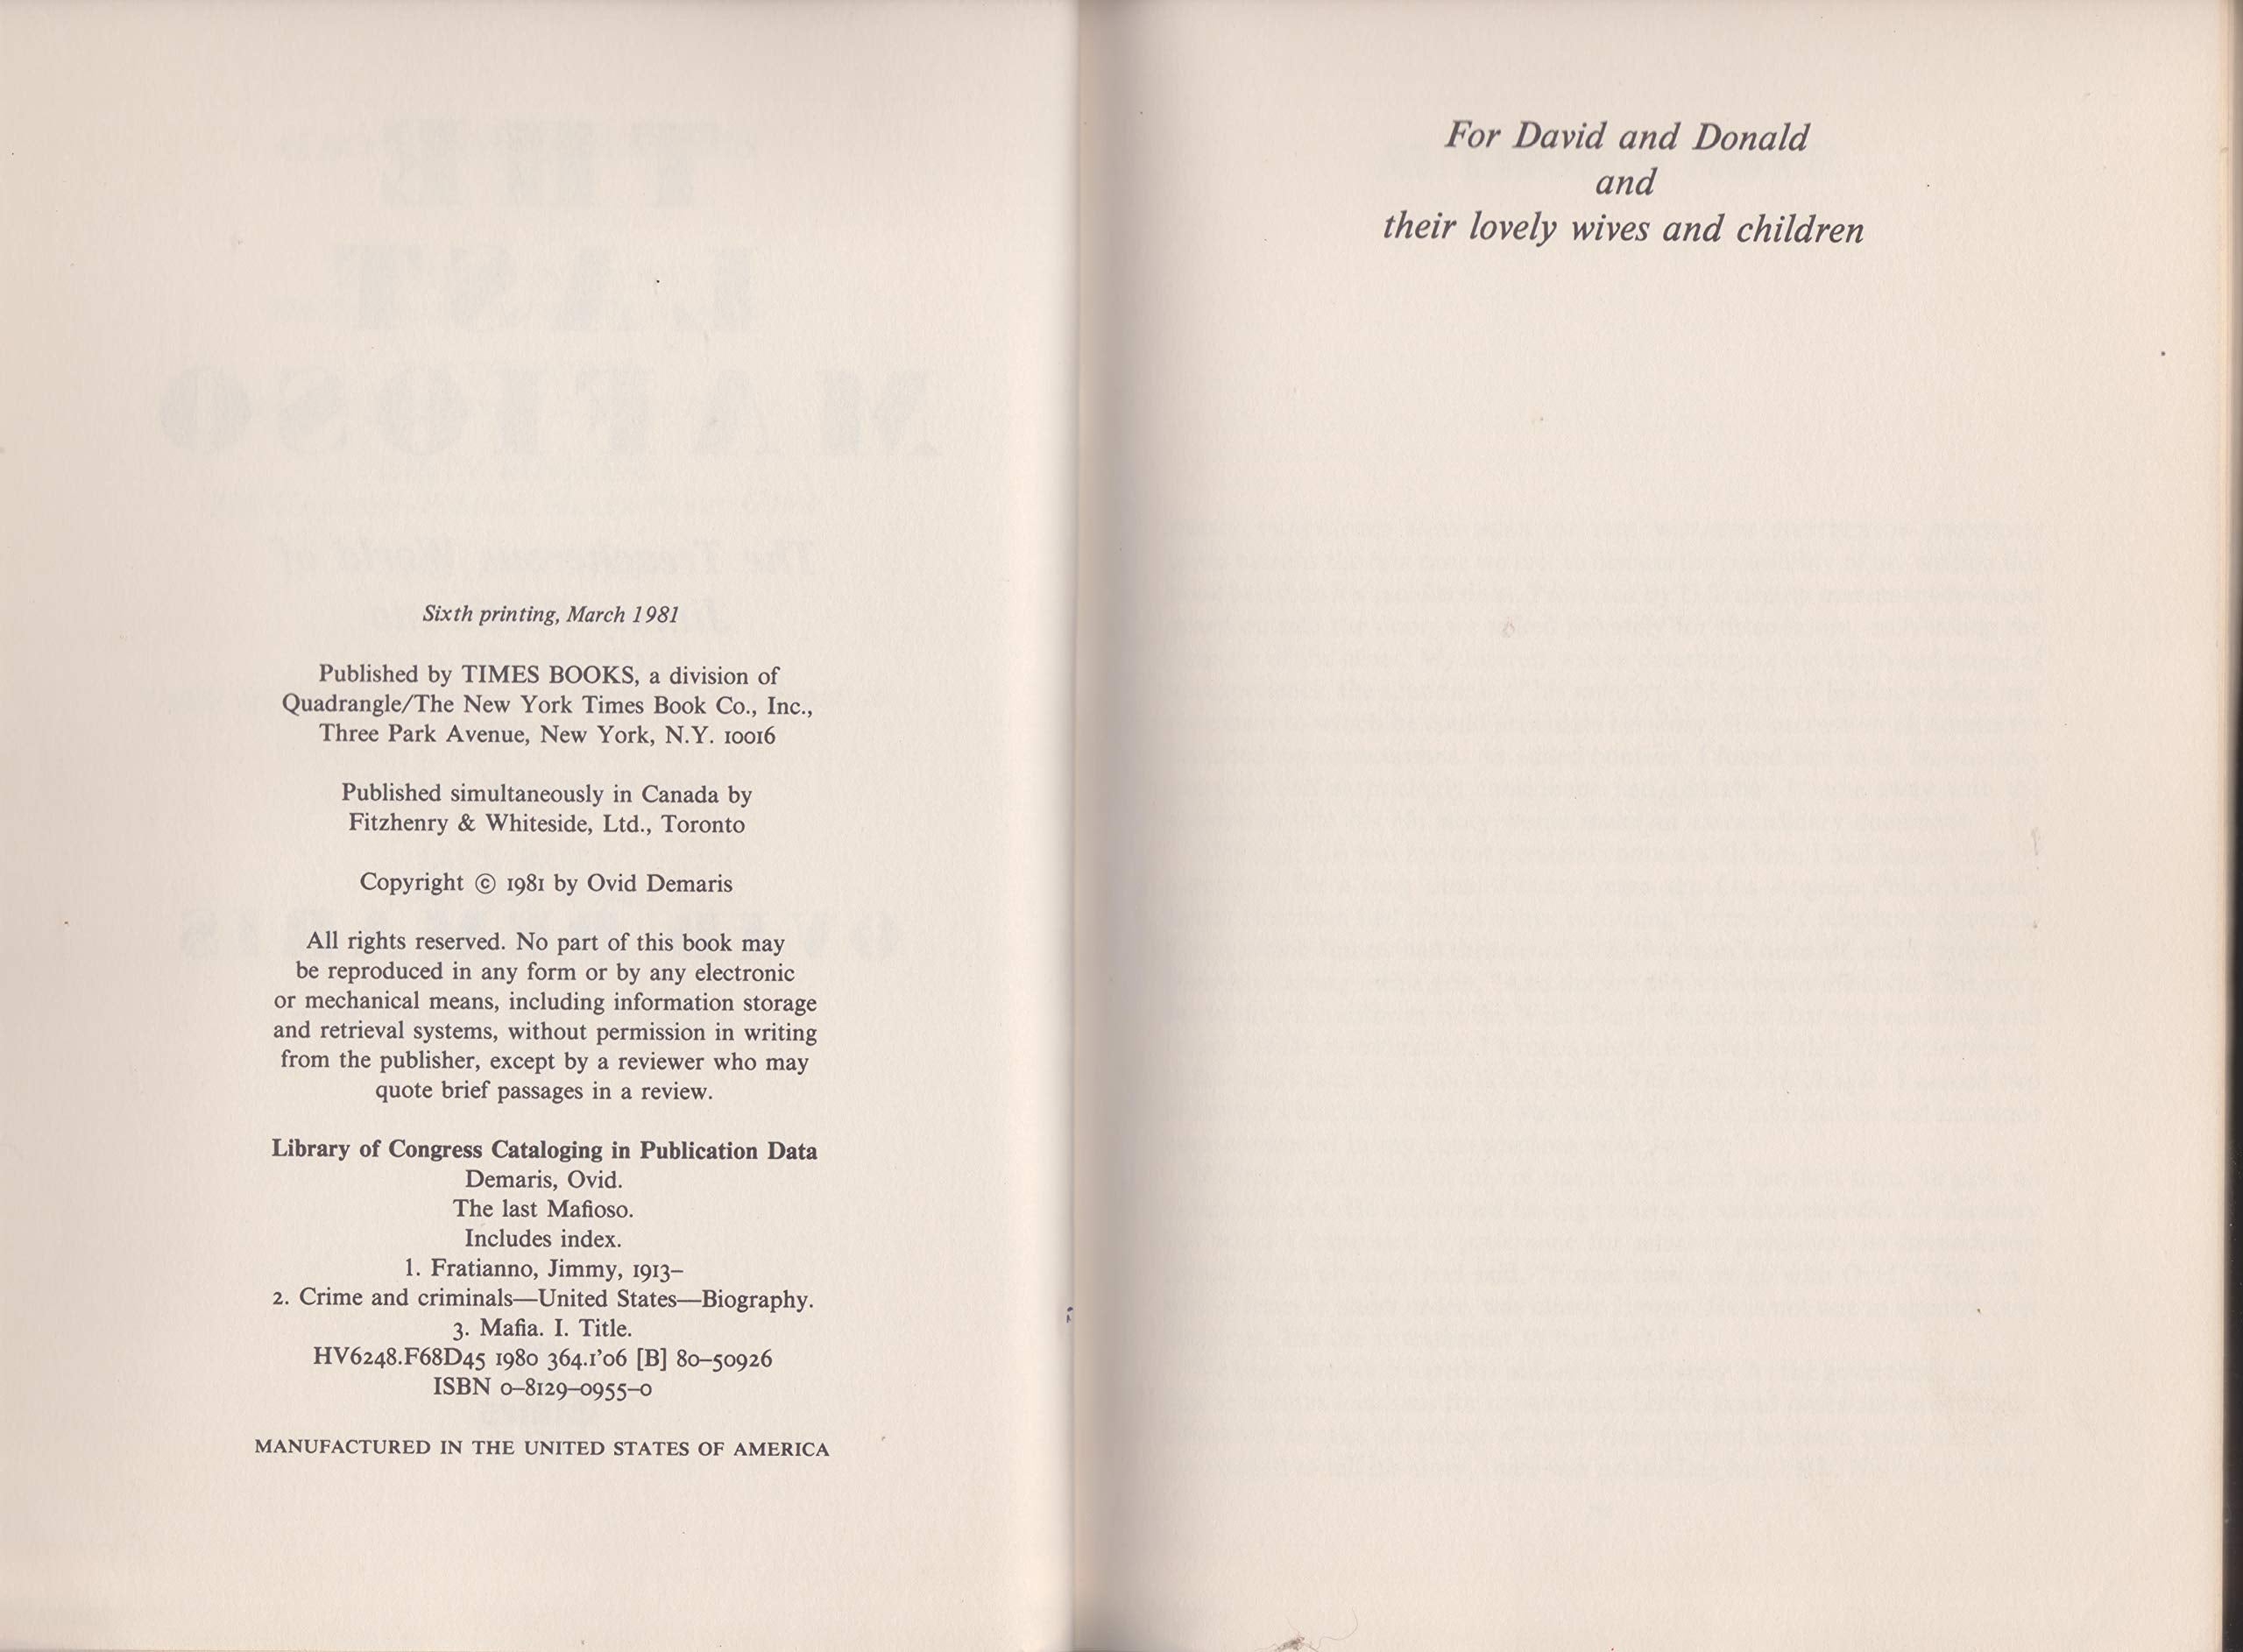 Sixth printing, March 1981
Published by TIMES BOOKS, a division of
Quadrangle/The New York Times Book Co., Inc.,
Three Park Avenue, New York, N.Y. 10016
Published simultaneously in Canada by
Fitzhenry & Whiteside, Ltd., Toronto
Copyright © 1981 by Ovid Demaris
All rights reserved. No part of this book may
be reproduced in any form or by any electronic
or mechanical means, including information storage
and retrieval systems, without permission in writing
from the publisher, except by a reviewer who may
quote brief passages in a review.
Library of Congress Cataloging in Publication Data
Demaris, Ovid.
The last Mafioso.
Includes index.
1. Fratianno, Jimmy, 1913–
2. Crime and criminals—United States—Biography.
3. Mafia. I. Title.
HV6248.F68D45 1980 364.1'06 [B] 80–50926
ISBN 0–8129–0955–0
MANUFACTURED IN THE UNITED STATES OF AMERICA
For David and Donald
and
their lovely wives and children